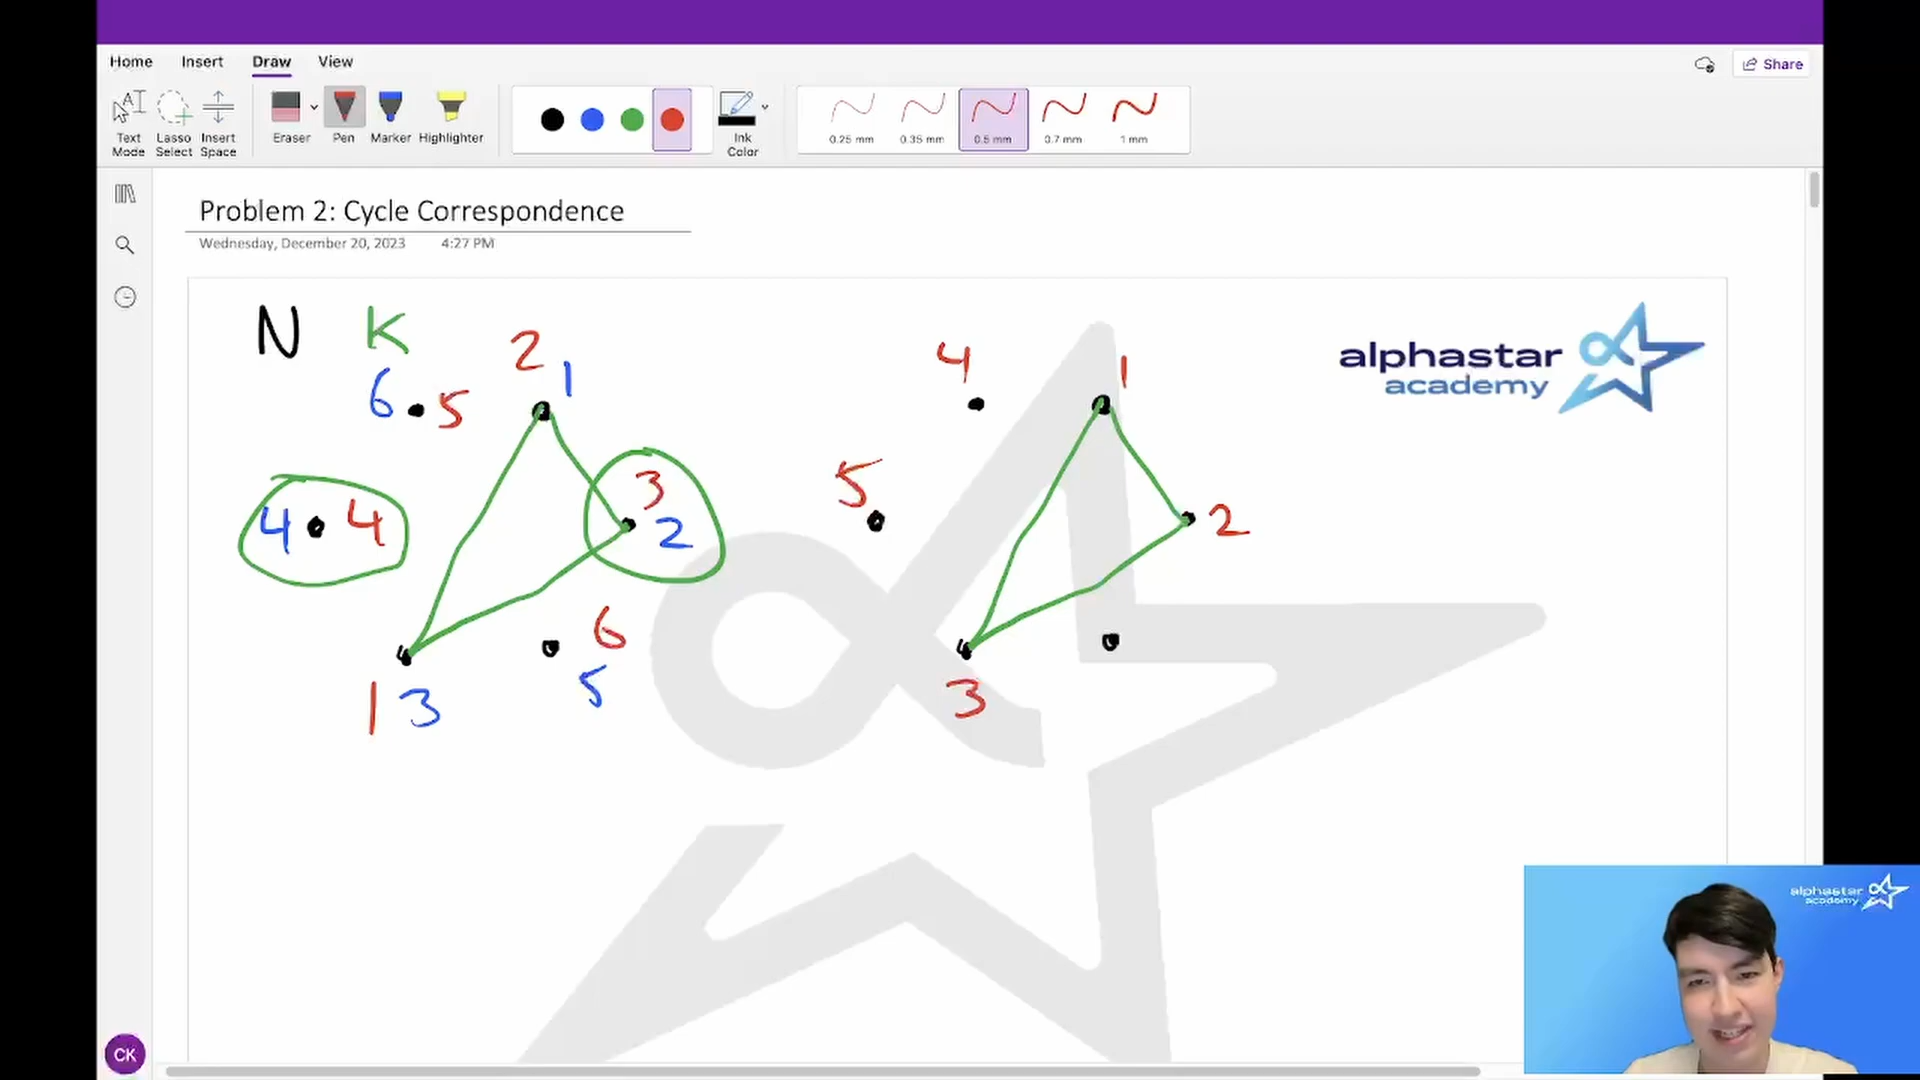 Home Insert Draw View
Share
Text Mode
Lasso Select
Insert Space
Eraser
Pen
Marker
Highlighter
Ink Color
0.25 mm
0.35 mm
0.5 mm
0.7 mm
1 mm
Problem 2: Cycle Correspondence
Wednesday, December 20, 2023 4:27 PM
N K
2 1
6 5
3
4 4 2
6
1 3 5
4 1
5
2
3
alphastar
academy
alphastar
academy
CK